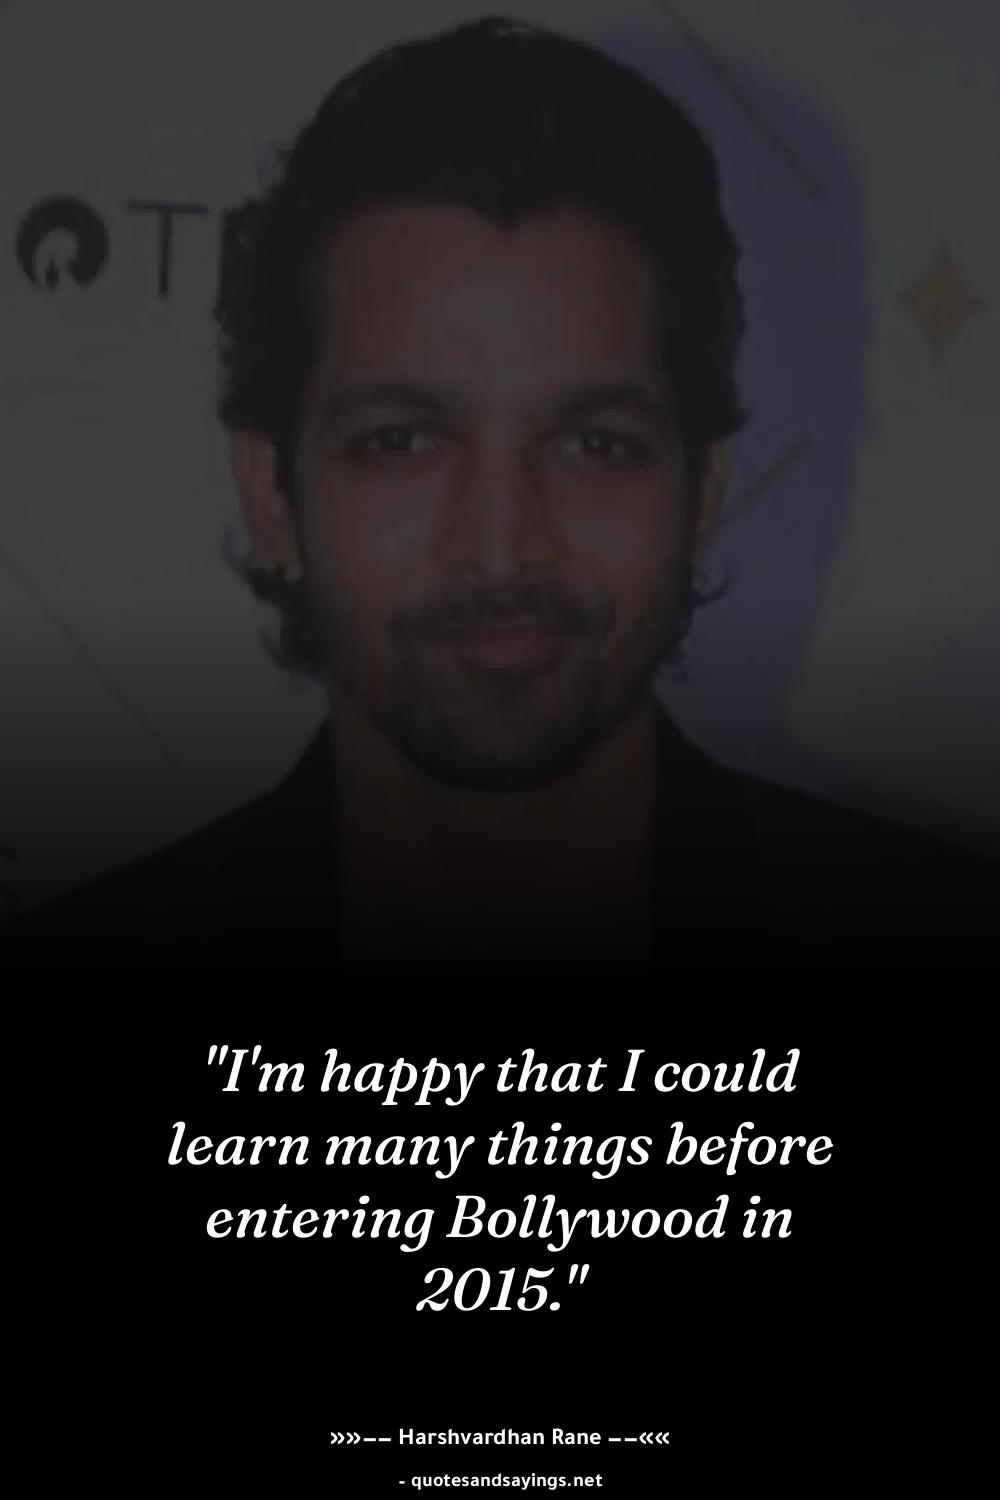 T
"I'm happy that I could
learn many things before
entering Bollywood in
2015."
»»–– Harshvardhan Rane ––««
- quotesandsayings.net